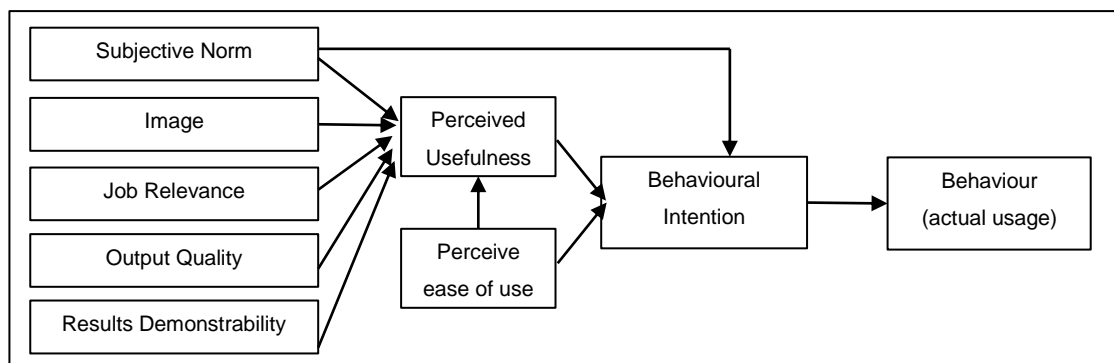 Subjective Norm
Image
Job Relevance
Output Quality
Results Demonstrability
Perceived
Usefulness
Perceive
ease of use
Behavioural
Intention
Behaviour
(actual usage)